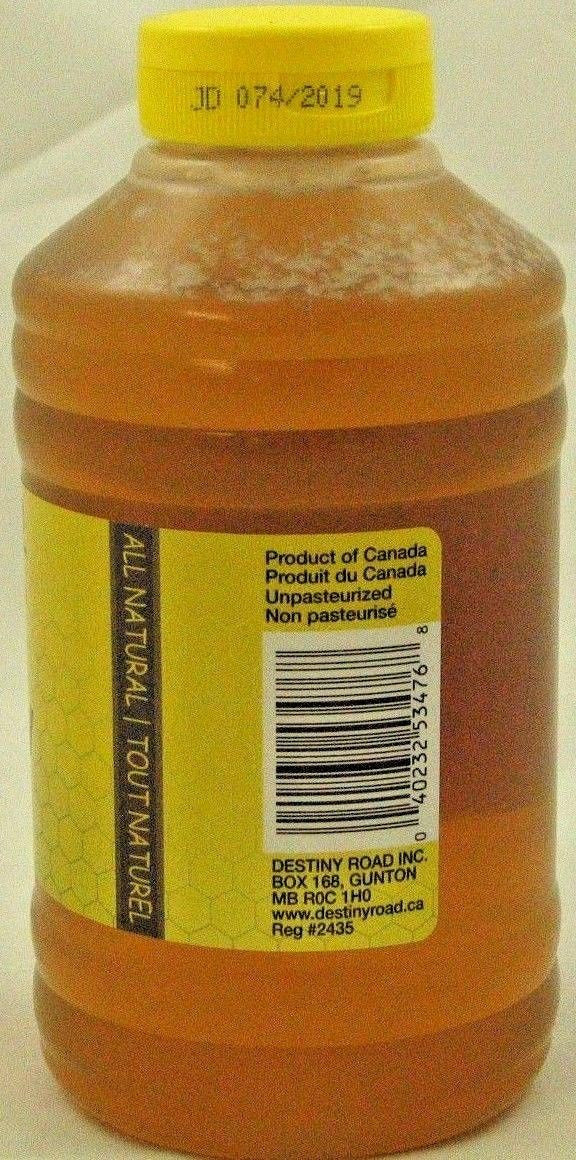 JD 074/2019
ALL NATURAL / TOUT NATUREL
Product of Canada
Produit du Canada
Unpasteurized
Non pasteurisé
0 40232 53476 8
DESTINY ROAD INC.
BOX 168, GUNTON
MB R0C 1H0
www.destinyroad.ca
Reg #2435